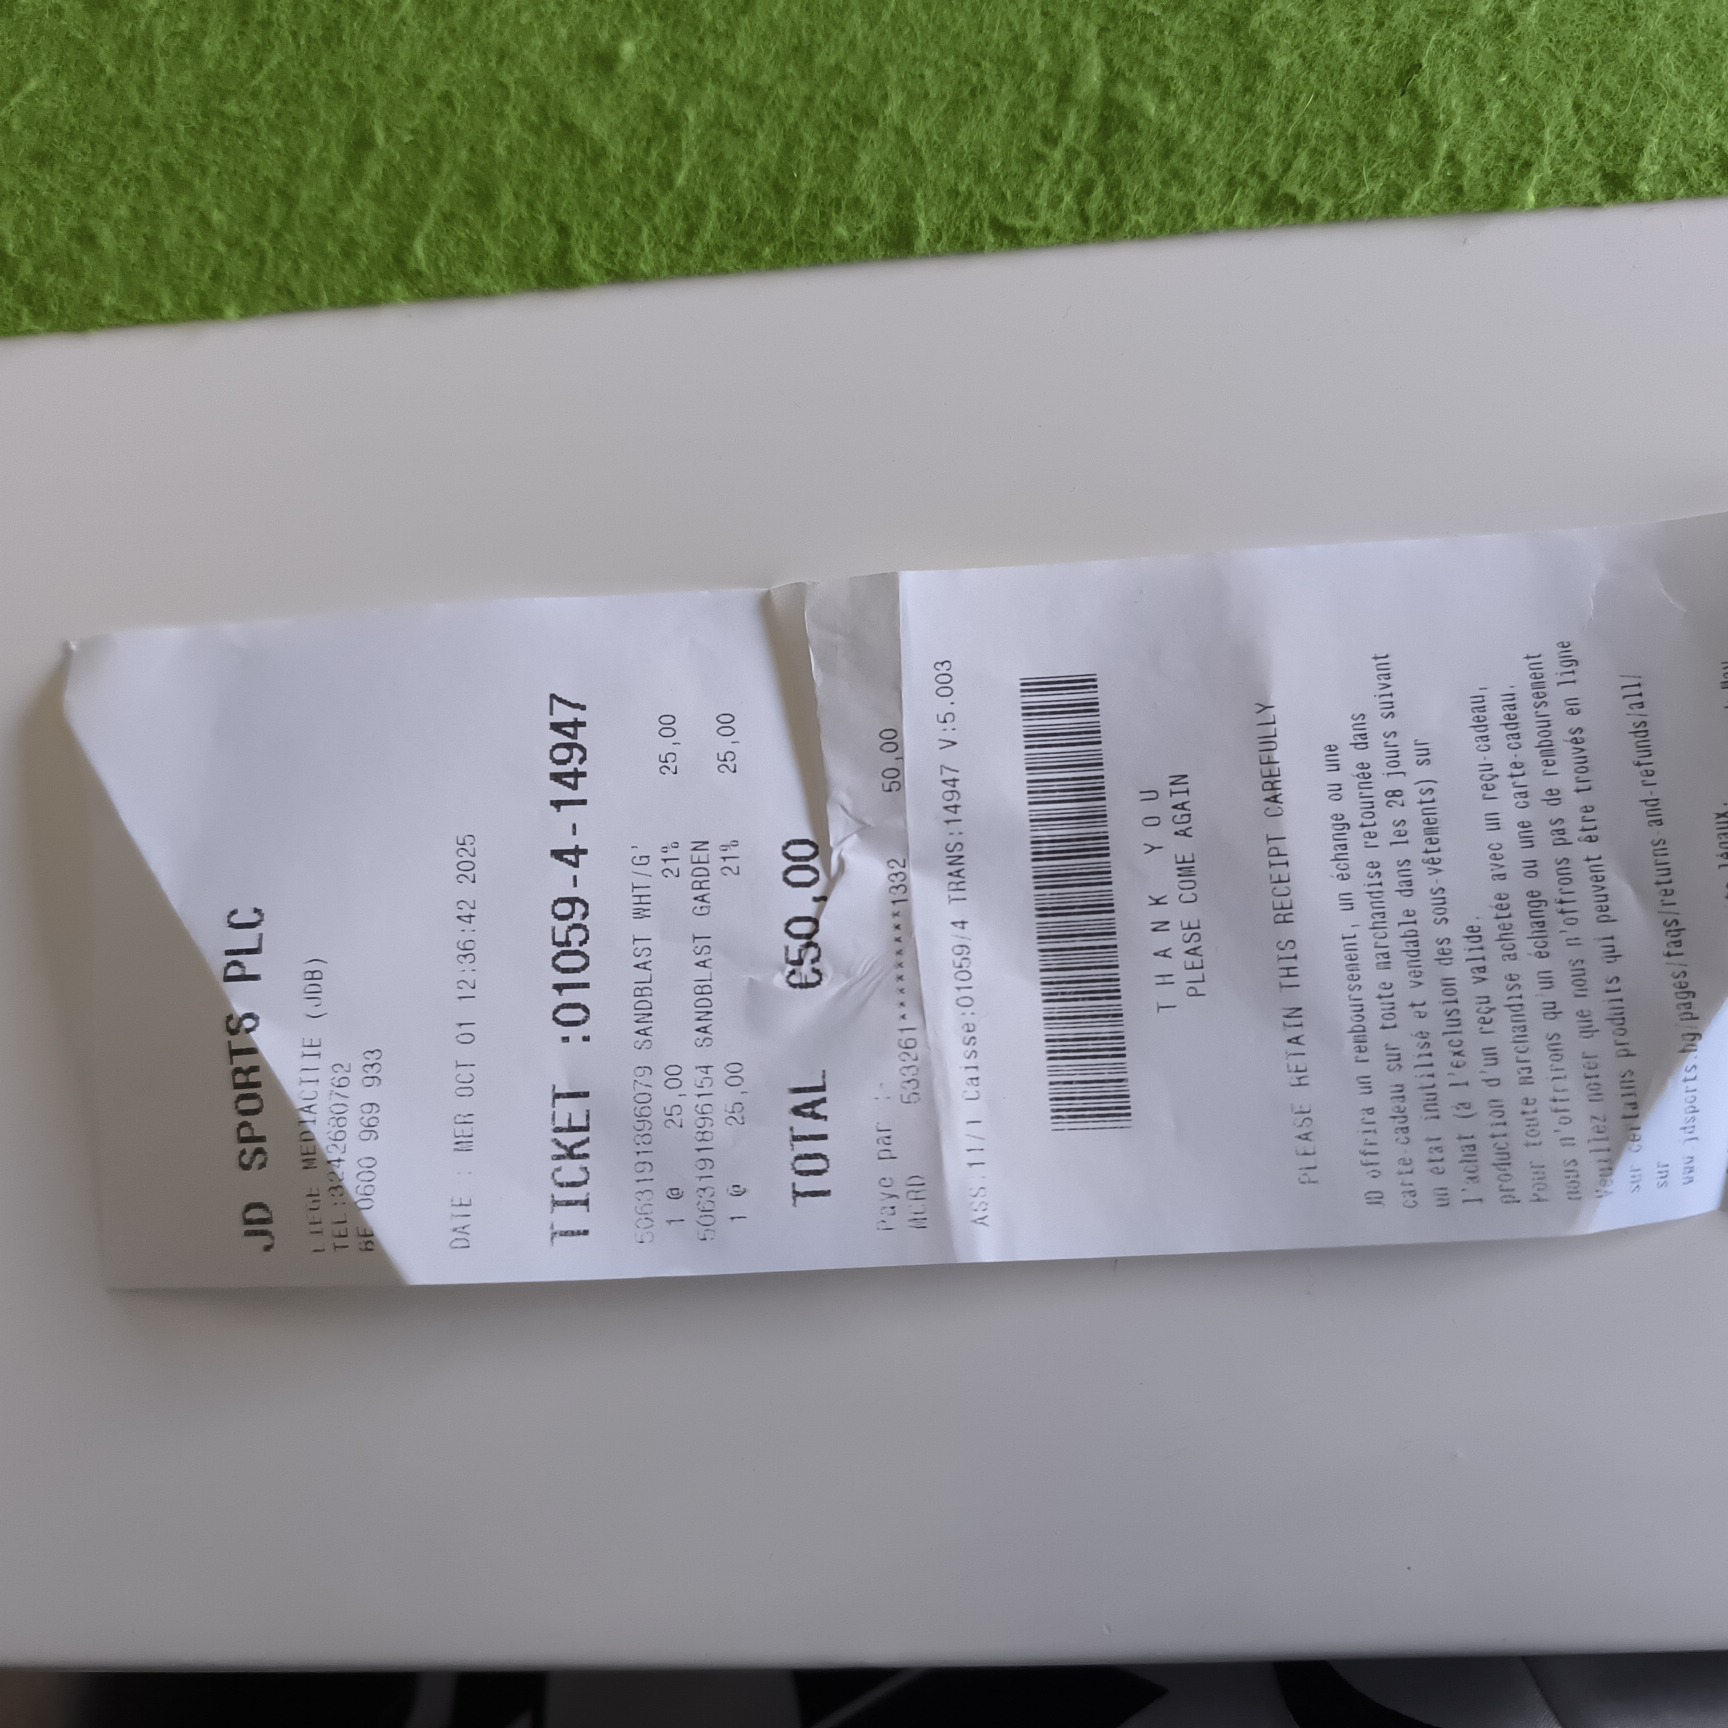 JD SPORTS PLC
LIEGE MEDIACITIE (JDB)
TEL:3242680762
BE 0600 969 933
DATE : MER OCT 01 12:36:42 2025
TICKET :01059-4-14947
5063191896079 SANDBLAST WHT/G'
1 @ 25,00 21% 25,00
5063191896154 SANDBLAST GARDEN
1 @ 25,00 21% 25,00
TOTAL €50,00
Paye par : 50,00
MCRD 533261*********1332
ASS:11/1 Caisse:01059/4 TRANS:14947 V:5.003
T H A N K Y O U
PLEASE COME AGAIN
PLEASE RETAIN THIS RECEIPT CAREFULLY
JD offrira un remboursement, un échange ou une
carte-cadeau sur toute marchandise retournée dans
un état inutilisé et vendable dans les 28 jours suivant
l'achat (à l'exclusion des sous-vêtements) sur
production d'un reçu valide.
Pour toute marchandise achetée avec un reçu-cadeau,
nous n'offrirons qu'un échange ou une carte-cadeau.
Veuillez noter que nous n'offrons pas de remboursement
sur certains produits qui peuvent être trouvés en ligne
sur
www.jdsports.bg/pages/faqs/returns-and-refunds/all/
légaux.